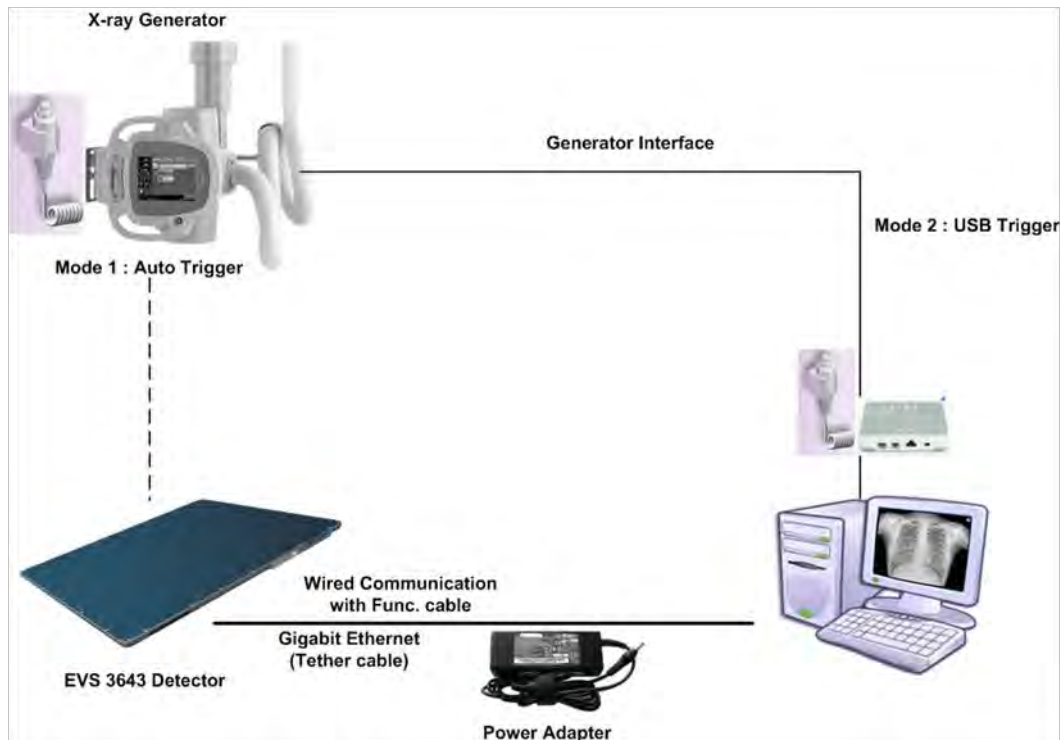 X-ray Generator
Generator Interface
Mode 2 : USB Trigger
Mode 1 : Auto Trigger
Wired Communication
with Func. cable
Gigabit Ethernet
(Tether cable)
EVS 3643 Detector
Power Adapter